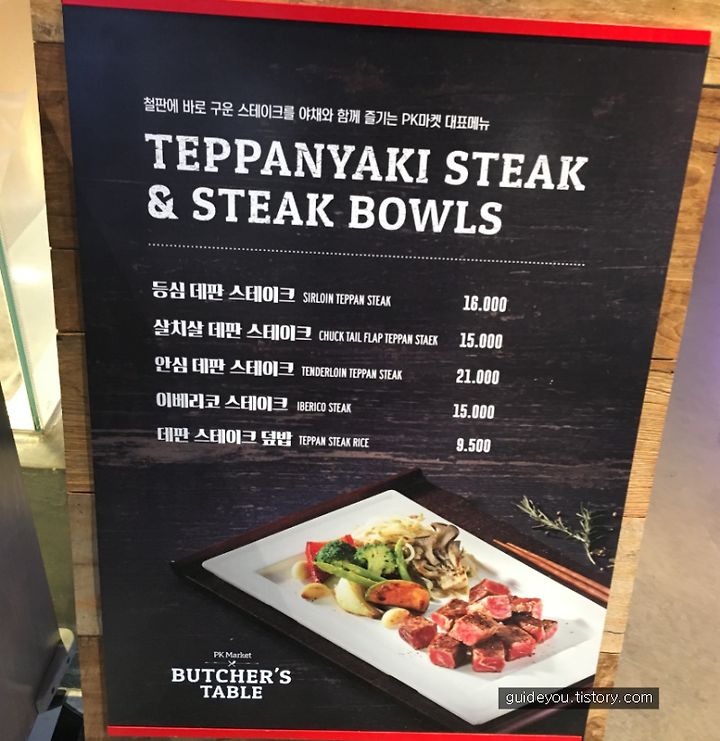 철판에 바로 구운 스테이크를 야채와 함께 즐기는 PK마켓 대표메뉴
TEPPANYAKI STEAK
& STEAK BOWLS
등심 데판 스테이크 SIRLOIN TEPPAN STEAK 16.000
살치살 데판 스테이크 CHUCK TAIL FLAP TEPPAN STAEK 15.000
안심 데판 스테이크 TENDERLOIN TEPPAN STEAK 21.000
이베리코 스테이크 IBERICO STEAK 15.000
데판 스테이크 덮밥 TEPPAN STEAK RICE 9.500
PK Market
BUTCHER'S
TABLE
guideyou.tistory.com